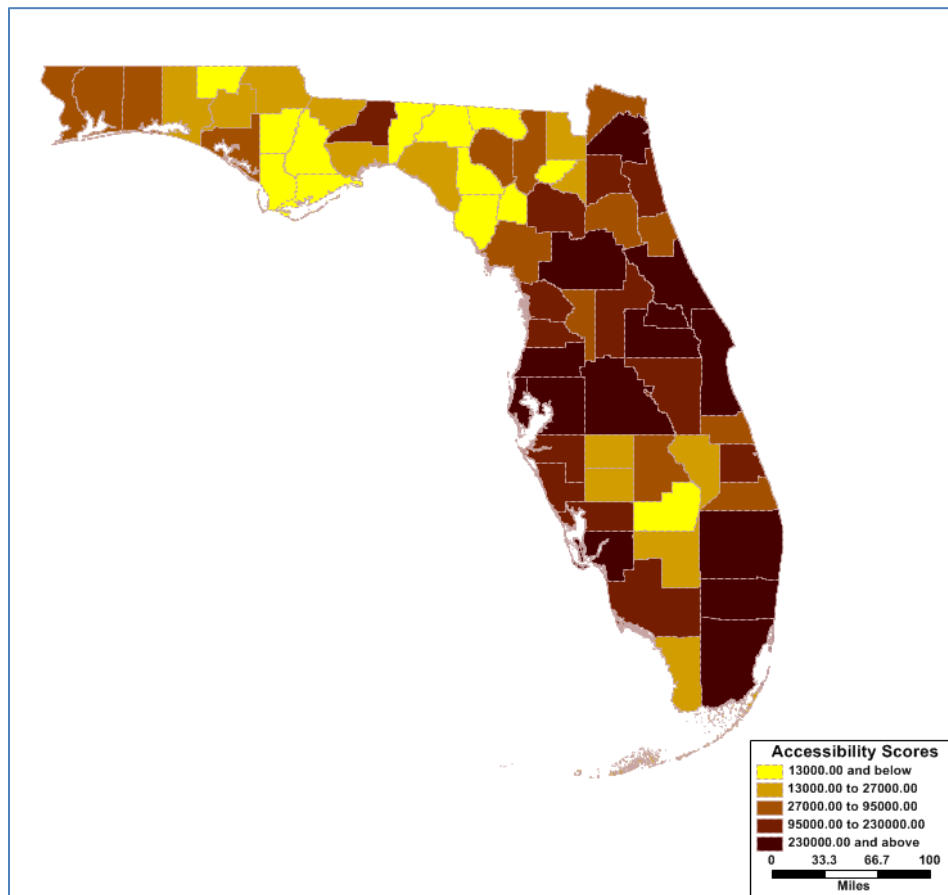 Accessibility Scores
13000.00 and below
13000.00 to 27000.00
27000.00 to 95000.00
95000.00 to 230000.00
230000.00 and above
0 33.3 66.7 100
Miles